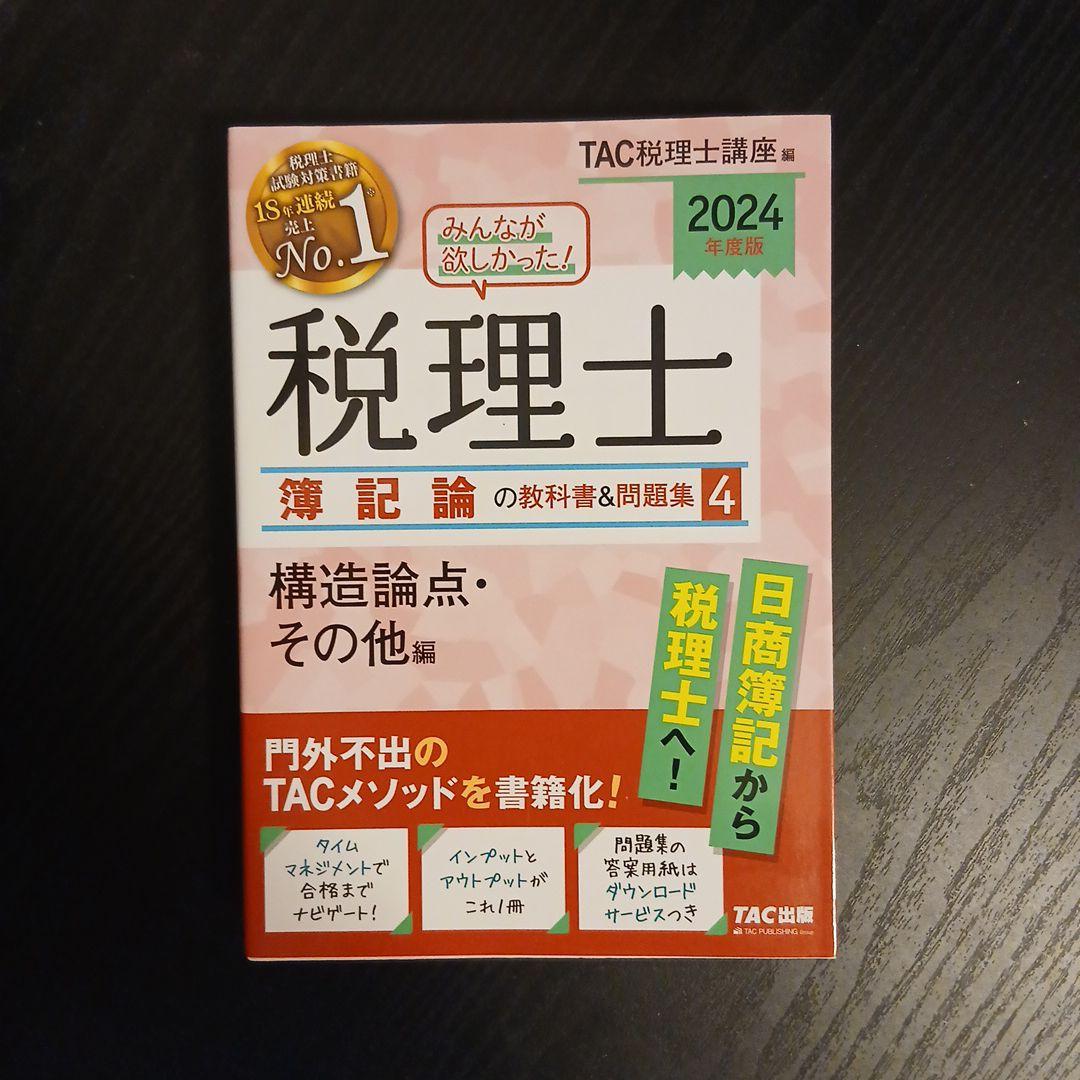 税理士
試験対策書籍
18年連続
売上
No.1※
TAC税理士講座 編
2024
年度版
みんなが
欲しかった!
税理士
簿記論の教科書&問題集 4
構造論点・
その他編
日商簿記から
税理士へ!
門外不出の
TACメソッドを書籍化!
タイム
マネジメントで
合格まで
ナビゲート!
インプットと
アウトプットが
これ1冊
問題集の
答案用紙は
ダウンロード
サービスつき
TAC出版
TAC PUBLISHING Group